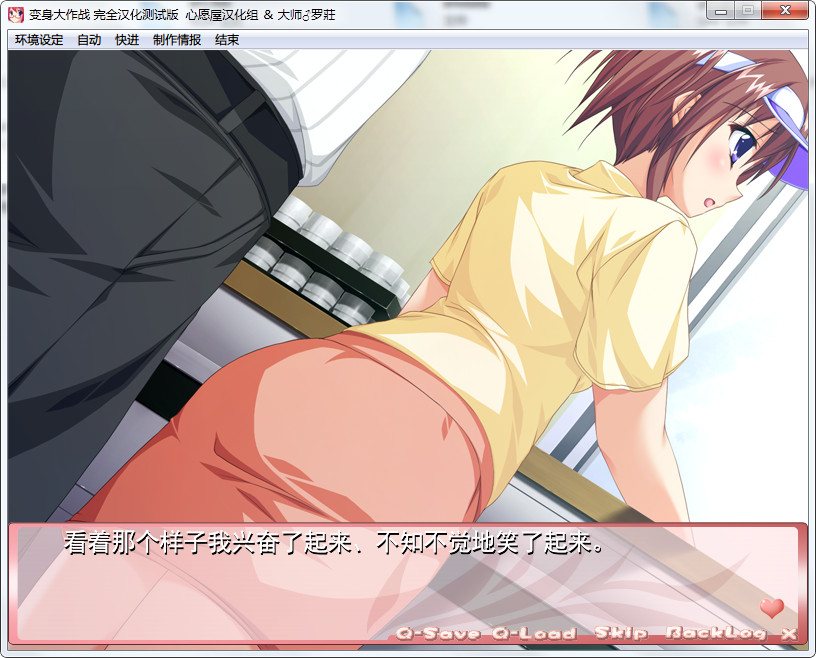 变身大作战 完全汉化测试版 心愿屋汉化组 & 大师♂罗莊
环境设定 自动 快进 制作情报 结束
看着那个样子我兴奋了起来、不知不觉地笑了起来。
Q-Save Q-Load Skip BackLog X